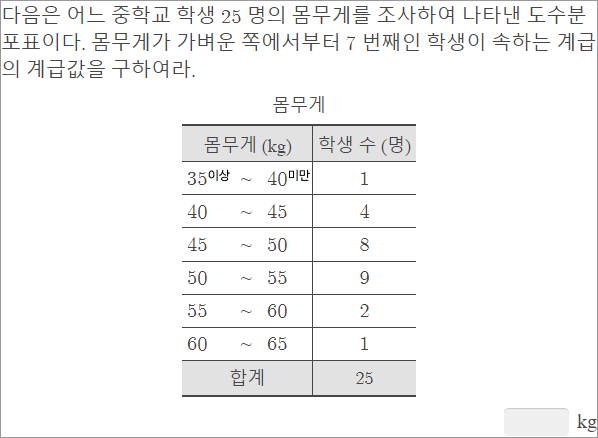 다음은 어느 중학교 학생 25 명의 몸무게를 조사하여 나타낸 도수분
포표이다. 몸무게가 가벼운 쪽에서부터 7 번째인 학생이 속하는 계급
의 계급값을 구하여라.
몸무게
몸무게 (kg) 학생 수 (명)
35이상 ~ 40미만 1
40 ~ 45 4
45 ~ 50 8
50 ~ 55 9
55 ~ 60 2
60 ~ 65 1
합계 25
kg